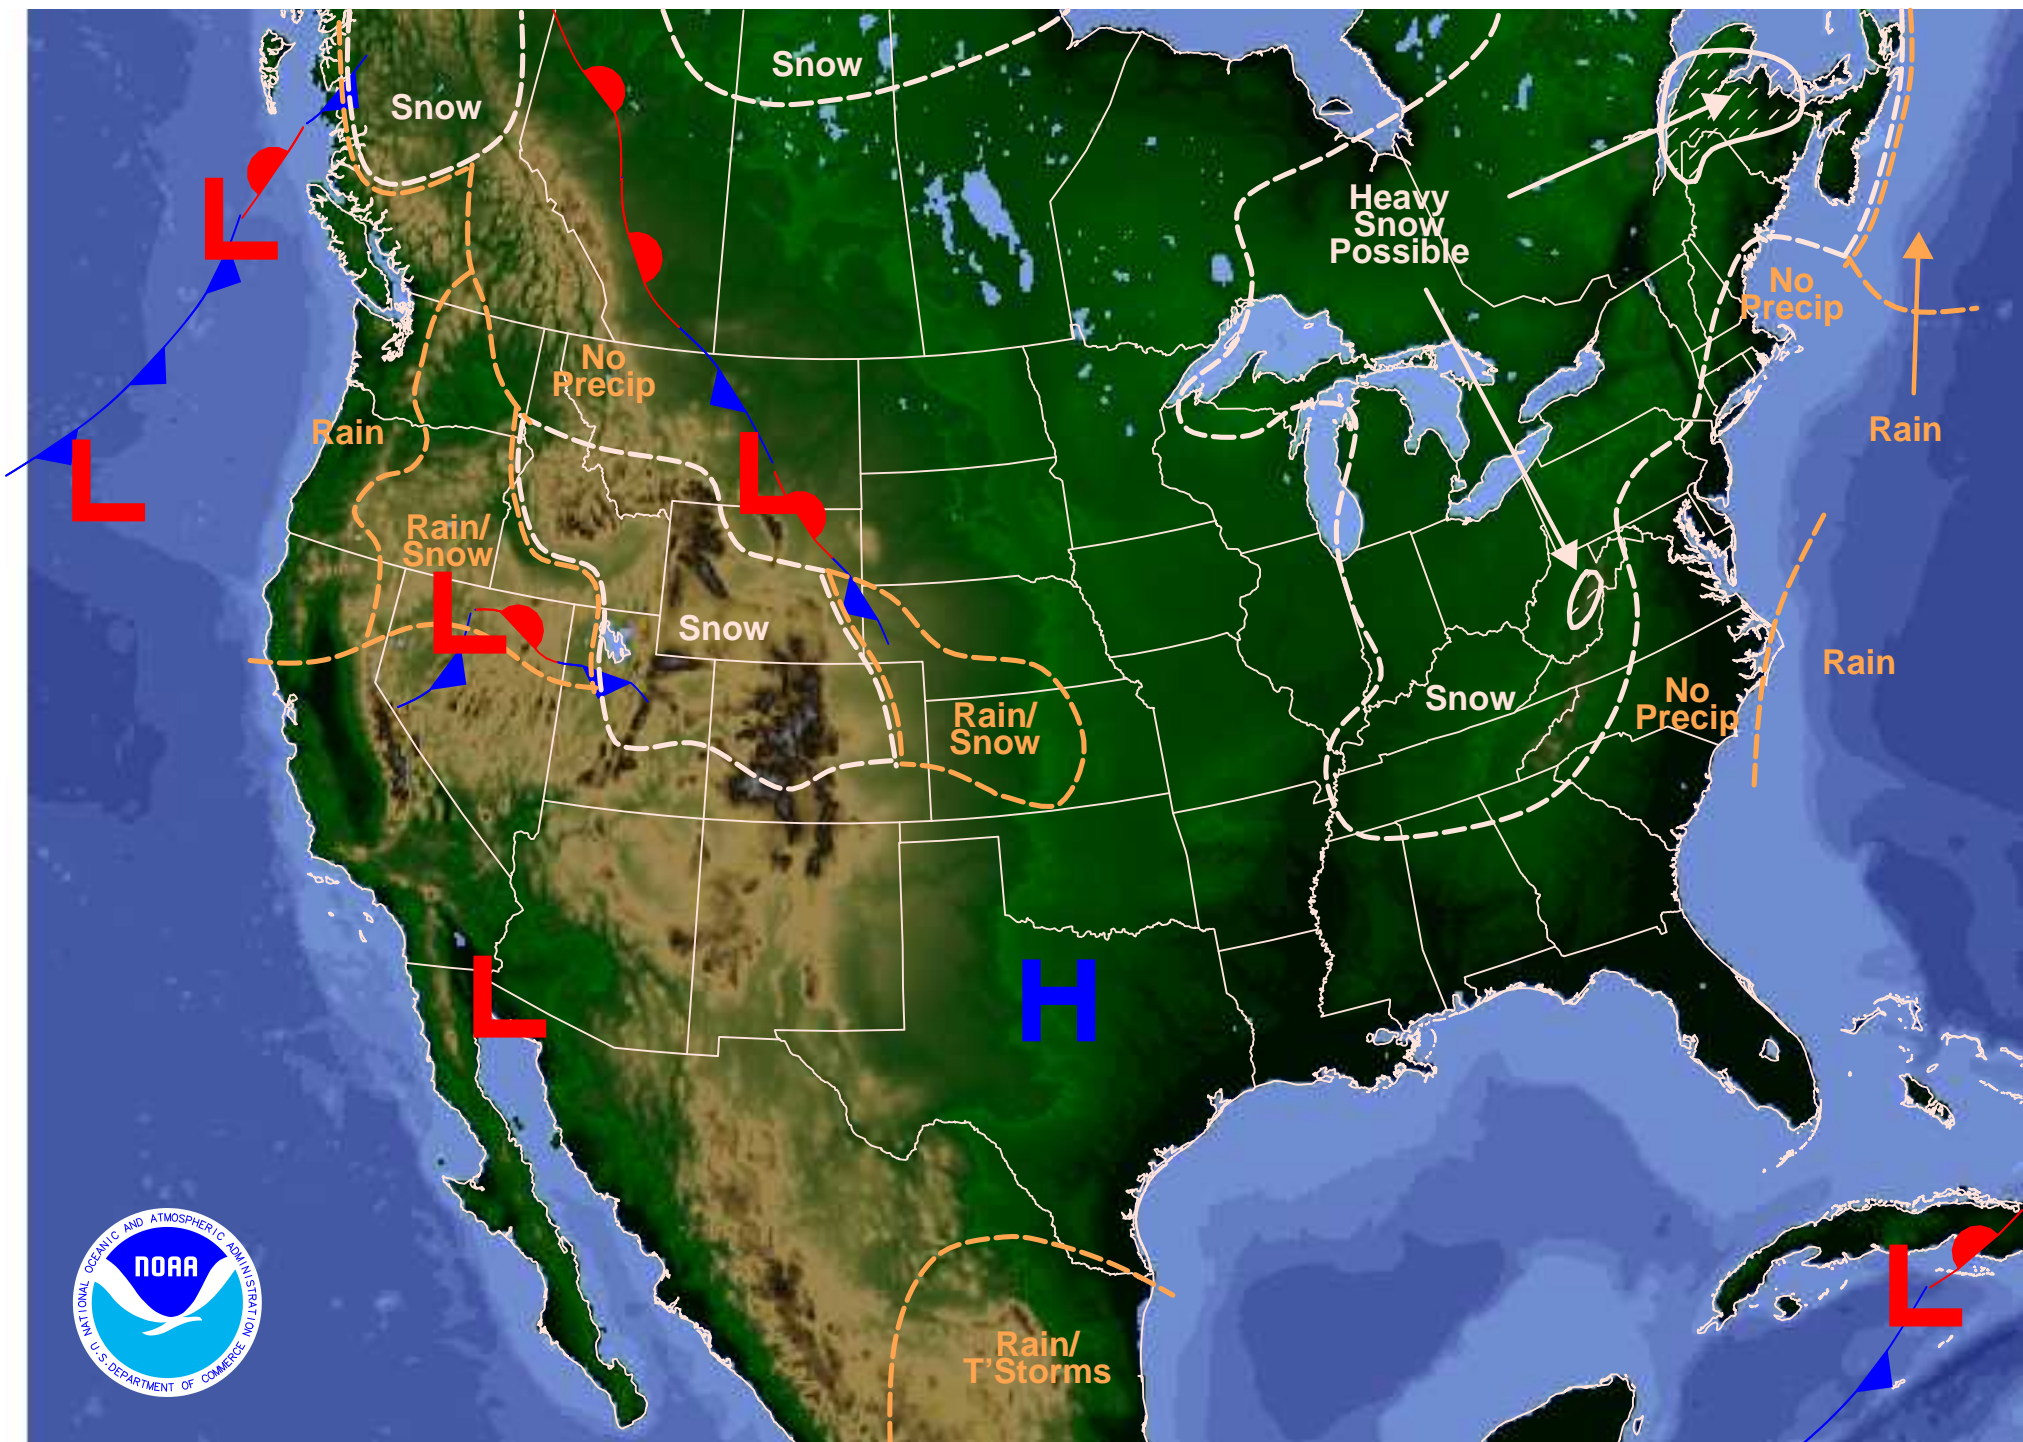 Snow
Snow
Heavy
Snow
Possible
No
Precip
No
Precip
Rain
Rain
Rain/
Snow
L
L
L
L
Snow
Rain
No
Precip
Snow
Rain/
Snow
L
H
L
NOAA
NATIONAL OCEANIC AND ATMOSPHERIC ADMINISTRATION
U.S. DEPARTMENT OF COMMERCE
Rain/
T'Storms